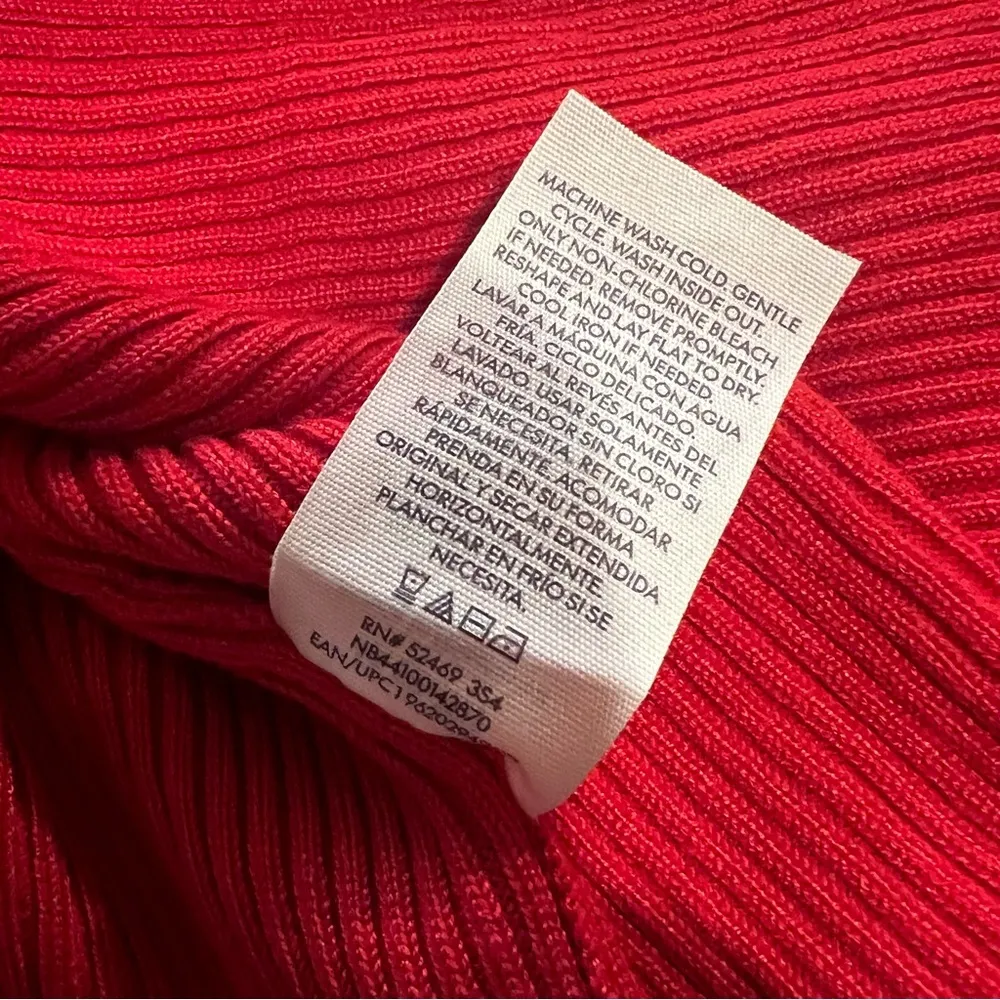 MACHINE WASH COLD, GENTLE
CYCLE. WASH INSIDE OUT.
ONLY NON-CHLORINE BLEACH
IF NEEDED. REMOVE PROMPTLY.
RESHAPE AND LAY FLAT TO DRY.
COOL IRON IF NEEDED.
LAVAR A MAQUINA CON AGUA
FRÍA, CICLO DELICADO.
VOLTEAR AL REVÉS ANTES DEL
LAVADO. USAR SOLAMENTE
BLANQUEADOR SIN CLORO SI
SE NECESITA. RETIRAR
RÁPIDAMENTE. ACOMODAR
PRENDA EN SU FORMA
ORIGINAL Y SECAR EXTENDIDA
HORIZONTALMENTE.
PLANCHAR EN FRÍO SI SE
NECESITA.
RN# 52469 354
NB44100142870
EAN/UPC1